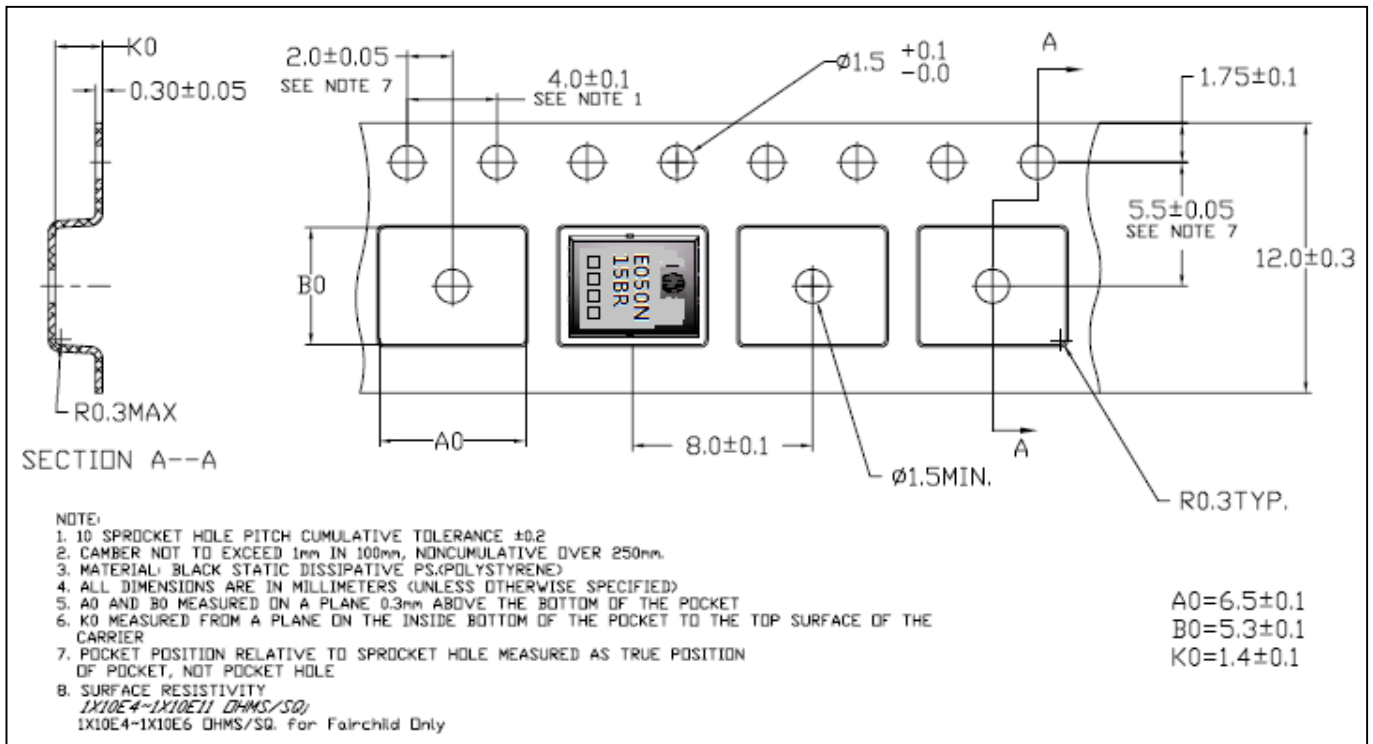 K0
0.30±0.05
2.0±0.05
SEE NOTE 7
4.0±0.1
SEE NOTE 1
Ø1.5 +0.1
-0.0
A
1.75±0.1
5.5±0.05
SEE NOTE 7
12.0±0.3
B0
E050N
15BR
R0.3MAX
A0
8.0±0.1
A
Ø1.5MIN.
R0.3TYP.
SECTION A--A
NOTE:
1. 10 SPROCKET HOLE PITCH CUMULATIVE TOLERANCE ±0.2
2. CAMBER NOT TO EXCEED 1mm IN 100mm, NONCUMULATIVE OVER 250mm.
3. MATERIAL: BLACK STATIC DISSIPATIVE PS.(POLYSTYRENE)
4. ALL DIMENSIONS ARE IN MILLIMETERS (UNLESS OTHERWISE SPECIFIED)
5. A0 AND B0 MEASURED ON A PLANE 0.3mm ABOVE THE BOTTOM OF THE POCKET
6. K0 MEASURED FROM A PLANE ON THE INSIDE BOTTOM OF THE POCKET TO THE TOP SURFACE OF THE
CARRIER
7. POCKET POSITION RELATIVE TO SPROCKET HOLE MEASURED AS TRUE POSITION
OF POCKET, NOT POCKET HOLE
8. SURFACE RESISTIVITY
1X10E4~1X10E11 OHMS/SQ;
1X10E4~1X10E6 OHMS/SQ. for Fairchild Only
A0=6.5±0.1
B0=5.3±0.1
K0=1.4±0.1